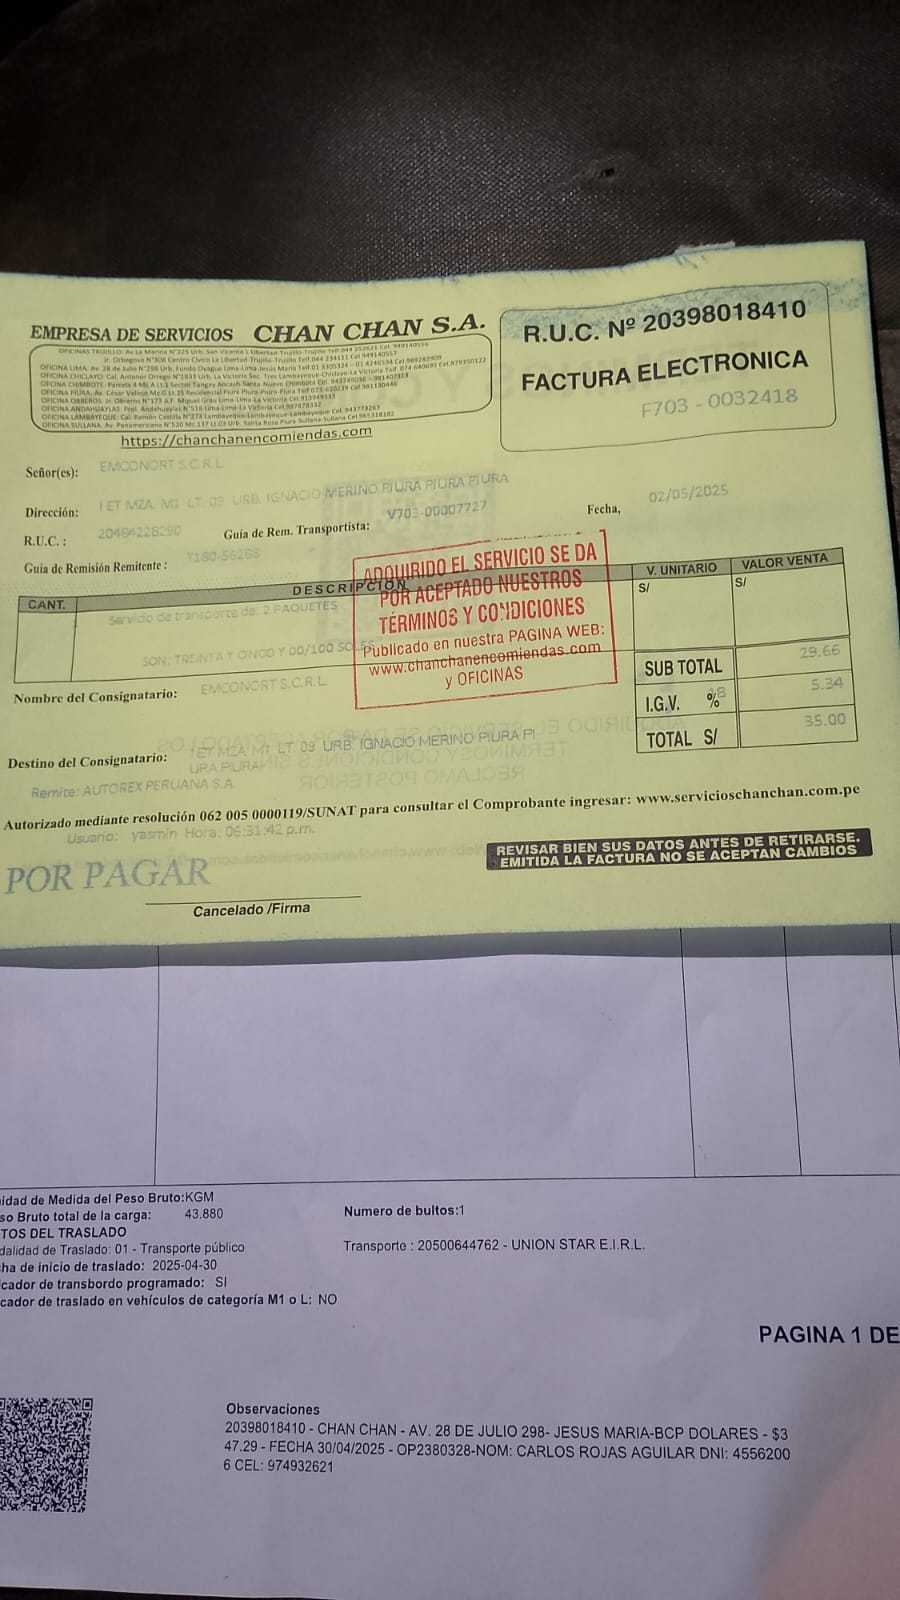 EMPRESA DE SERVICIOS CHAN CHAN S.A.
https://chanchanencomiendas.com
R.U.C. Nº 20398018410
FACTURA ELECTRONICA
F703 - 0032418
Señor(es): EMCONORT S.C.R.L
Dirección: I ET MZA. M1 LT. 09 URB. IGNACIO MERINO PIURA PIURA PIURA
Fecha, 02/05/2025
R.U.C. : 20484228290
Guía de Rem. Transportista: V703-00007727
Guía de Remisión Remitente : T180-56268
CANT. DESCRIPCIÓN V. UNITARIO VALOR VENTA
S/ S/
Servicio de transporte de: 2 PAQUETES
SON: TREINTA Y CINCO Y 00/100 SOLES
ADQUIRIDO EL SERVICIO SE DA
POR ACEPTADO NUESTROS
TÉRMINOS Y CONDICIONES
Publicado en nuestra PAGINA WEB:
www.chanchanencomiendas.com
y OFICINAS
SUB TOTAL 29.66
I.G.V. 18 % 5.34
TOTAL S/ 35.00
Nombre del Consignatario: EMCONORT S.C.R.L
Destino del Consignatario: I ET MZA. M1 LT. 09 URB. IGNACIO MERINO PIURA PI
URA PIURA
Remite: AUTOREX PERUANA S.A.
Autorizado mediante resolución 062 005 0000119/SUNAT para consultar el Comprobante ingresar: www.servicioschanchan.com.pe
Usuario: yasmin Hora: 06:31:42 p.m.
POR PAGAR
REVISAR BIEN SUS DATOS ANTES DE RETIRARSE.
EMITIDA LA FACTURA NO SE ACEPTAN CAMBIOS
Cancelado /Firma
idad de Medida del Peso Bruto:KGM
so Bruto total de la carga: 43.880
Numero de bultos:1
TOS DEL TRASLADO
dalidad de Traslado: 01 - Transporte público
Transporte : 20500644762 - UNION STAR E.I.R.L.
ha de inicio de traslado: 2025-04-30
cador de transbordo programado: SI
cador de traslado en vehículos de categoría M1 o L: NO
PAGINA 1 DE
Observaciones
20398018410 - CHAN CHAN - AV. 28 DE JULIO 298- JESUS MARIA-BCP DOLARES - $3
47.29 - FECHA 30/04/2025 - OP2380328-NOM: CARLOS ROJAS AGUILAR DNI: 4556200
6 CEL: 974932621